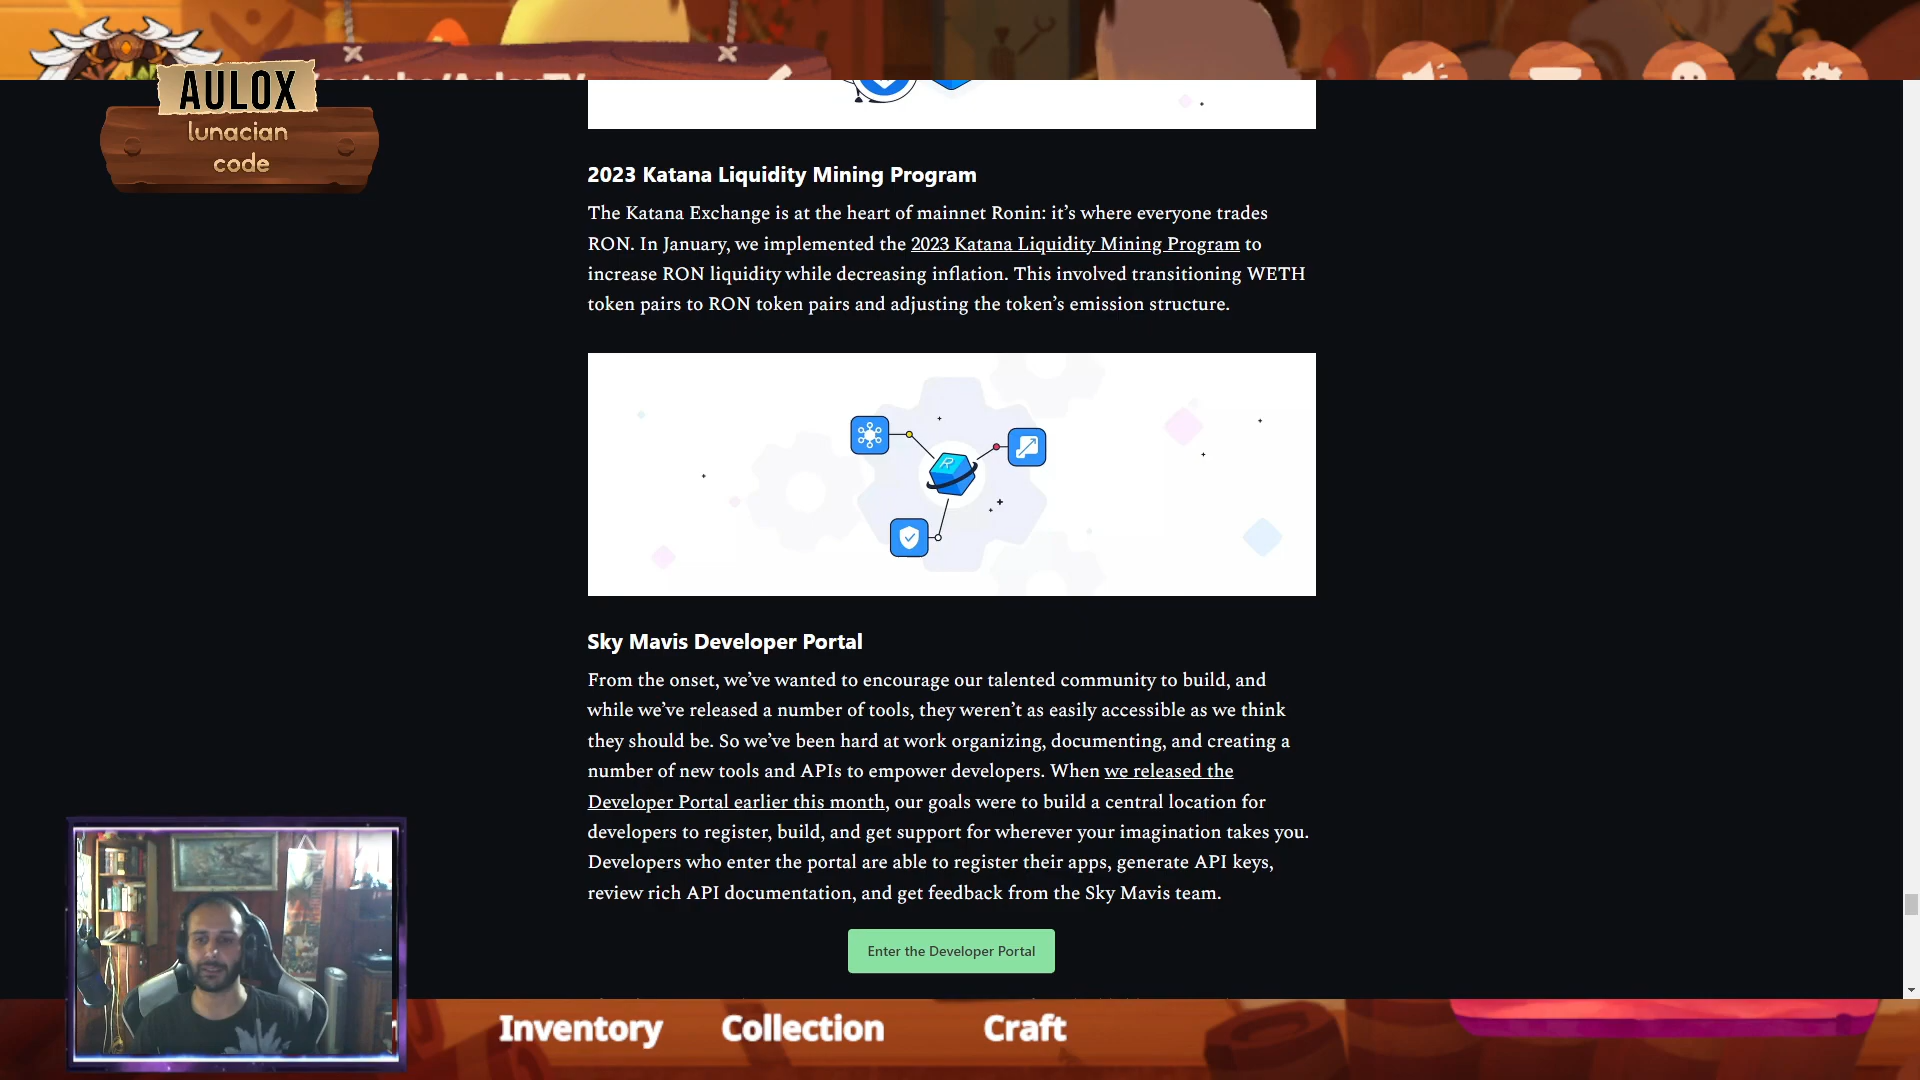 AULOX
lunacian
code
2023 Katana Liquidity Mining Program
The Katana Exchange is at the heart of mainnet Ronin: it’s where everyone trades
RON. In January, we implemented the 2023 Katana Liquidity Mining Program to
increase RON liquidity while decreasing inflation. This involved transitioning WETH
token pairs to RON token pairs and adjusting the token’s emission structure.
R
Sky Mavis Developer Portal
From the onset, we’ve wanted to encourage our talented community to build, and
while we’ve released a number of tools, they weren’t as easily accessible as we think
they should be. So we’ve been hard at work organizing, documenting, and creating a
number of new tools and APIs to empower developers. When we released the
Developer Portal earlier this month, our goals were to build a central location for
developers to register, build, and get support for wherever your imagination takes you.
Developers who enter the portal are able to register their apps, generate API keys,
review rich API documentation, and get feedback from the Sky Mavis team.
Enter the Developer Portal
Inventory Collection Craft